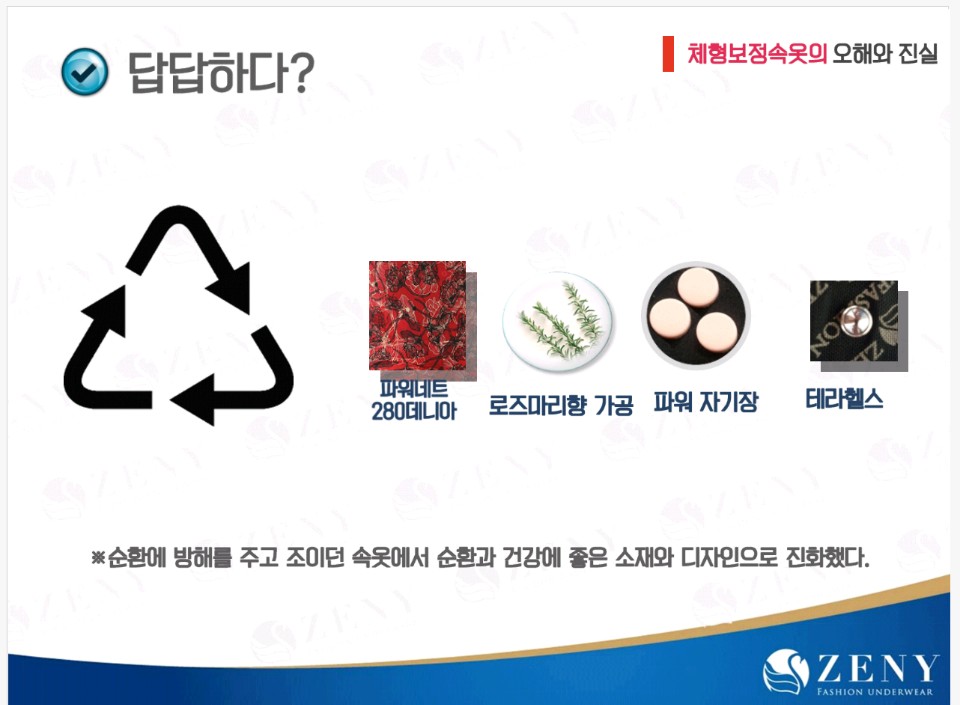 답답하다?
체형보정속옷의 오해와 진실
파워네트
280데니아
로즈마리향 가공
파워 자기장
테라헬스
※순환에 방해를 주고 조이던 속옷에서 순환과 건강에 좋은 소재와 디자인으로 진화했다.
ZENY
FASHION UNDERWEAR